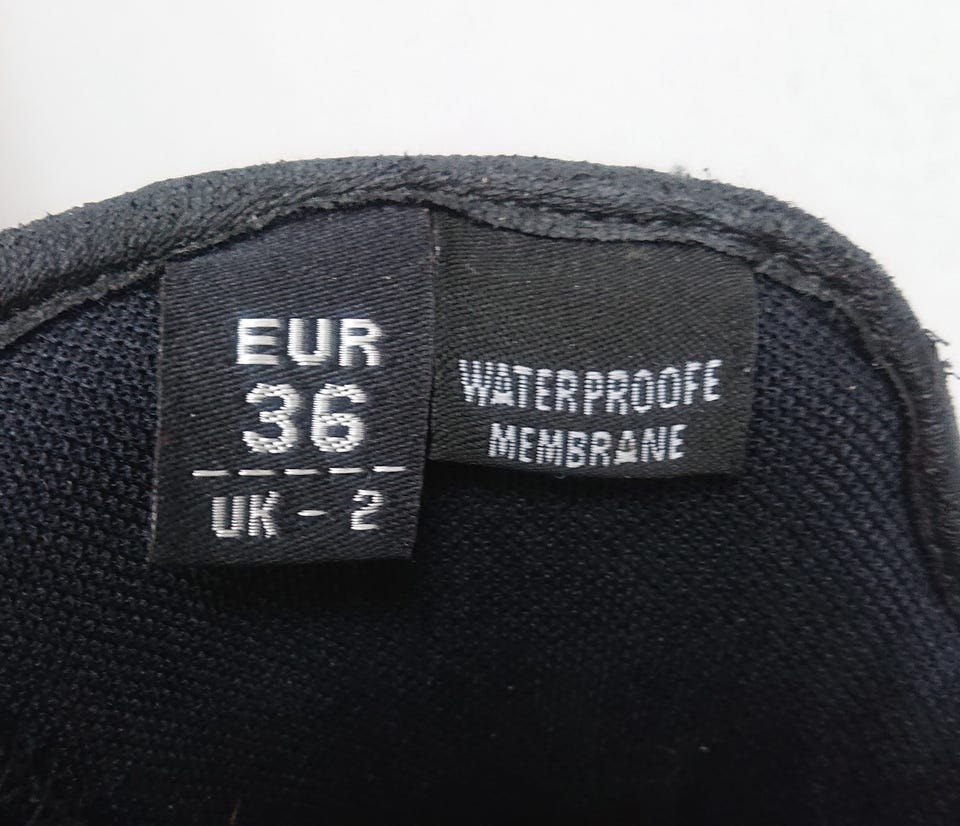 EUR
36
UK - 2
WATERPROOFE
MEMBRANE